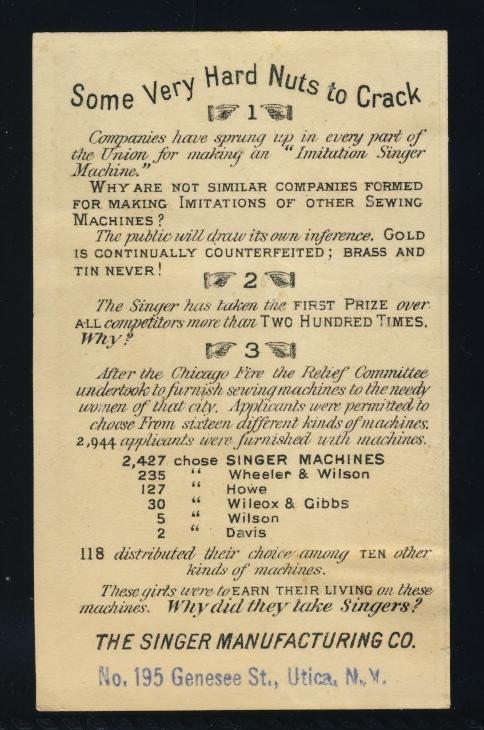 Some Very Hard Nuts to Crack
1
Companies have sprung up in every part of
the Union for making an "Imitation Singer
Machine."
WHY ARE NOT SIMILAR COMPANIES FORMED
FOR MAKING IMITATIONS OF OTHER SEWING
MACHINES?
The public will draw its own inference. GOLD
IS CONTINUALLY COUNTERFEITED; BRASS AND
TIN NEVER!
2
The Singer has taken the FIRST PRIZE over
ALL competitors more than TWO HUNDRED TIMES.
Why?
3
After the Chicago Fire the Relief Committee
undertook to furnish sewing machines to the needy
women of that city. Applicants were permitted to
choose From sixteen different kinds of machines.
2,944 applicants were furnished with machines.
2,427 chose SINGER MACHINES
235 " Wheeler & Wilson
127 " Howe
30 " Wilcox & Gibbs
5 " Wilson
2 " Davis
118 distributed their choice among TEN other
kinds of machines.
These girls were to EARN THEIR LIVING on these
machines. Why did they take Singers?
THE SINGER MANUFACTURING CO.
No. 195 Genesee St., Utica, N.Y.